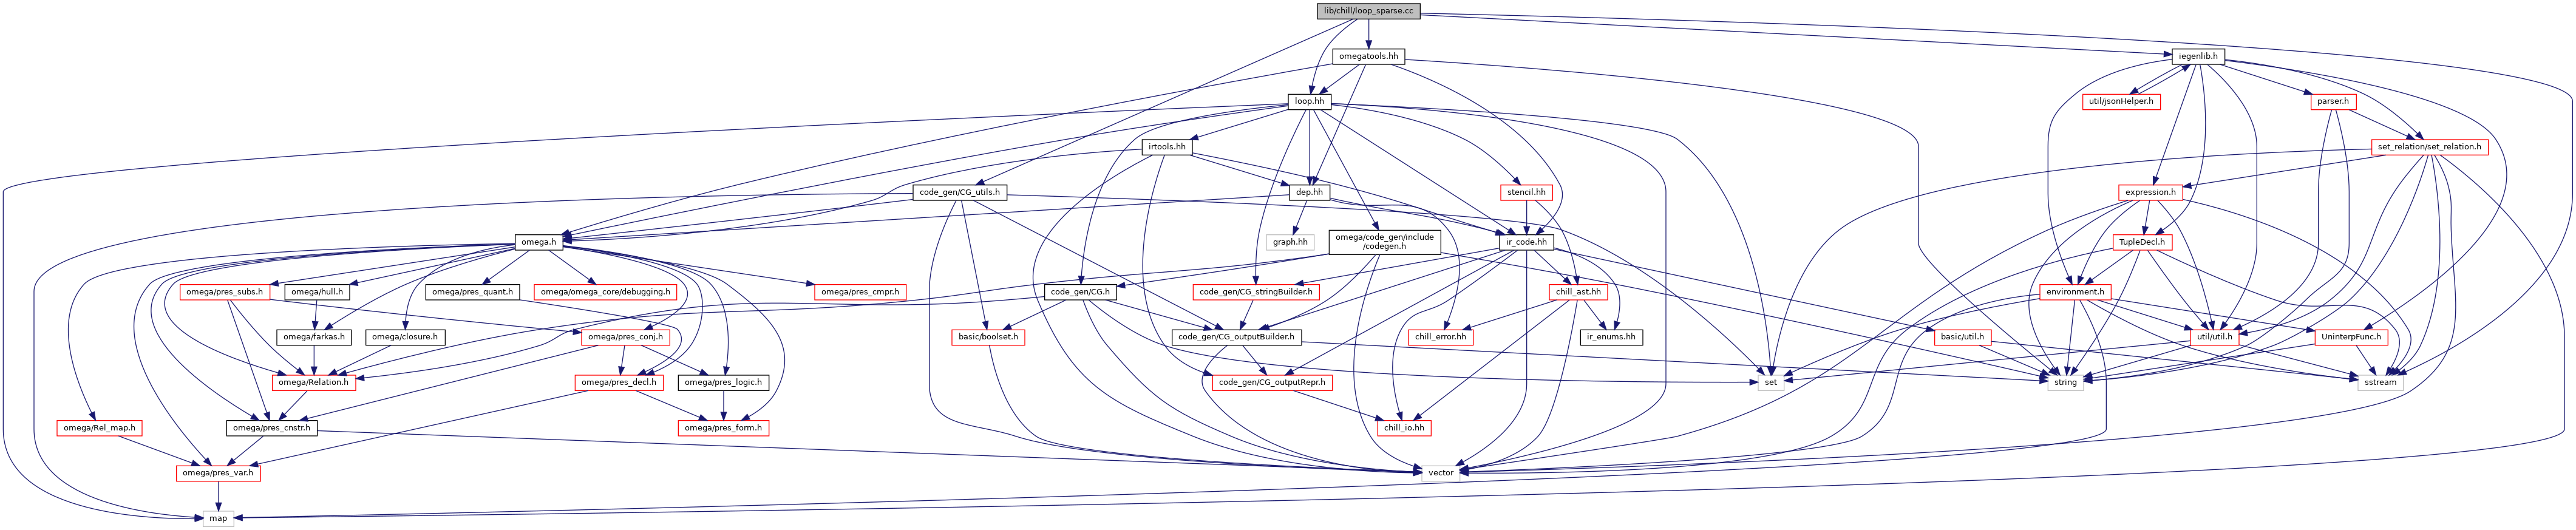 lib/chill/loop_sparse.cc
omegatools.hh
iegenlib.h
loop.hh
util/jsonHelper.h
parser.h
irtools.hh
set_relation/set_relation.h
code_gen/CG_utils.h
dep.hh
stencil.hh
expression.h
omega.h
graph.hh
omega/code_gen/include
/codegen.h
ir_code.hh
TupleDecl.h
omega/pres_subs.h
omega/hull.h
omega/pres_quant.h
omega/omega_core/debugging.h
omega/pres_cmpr.h
code_gen/CG.h
code_gen/CG_stringBuilder.h
chill_ast.hh
environment.h
omega/farkas.h
omega/closure.h
omega/pres_conj.h
basic/boolset.h
code_gen/CG_outputBuilder.h
chill_error.hh
ir_enums.hh
basic/util.h
util/util.h
UninterpFunc.h
omega/Relation.h
omega/pres_decl.h
omega/pres_logic.h
code_gen/CG_outputRepr.h
set
string
sstream
omega/Rel_map.h
omega/pres_cnstr.h
omega/pres_form.h
chill_io.hh
omega/pres_var.h
vector
map